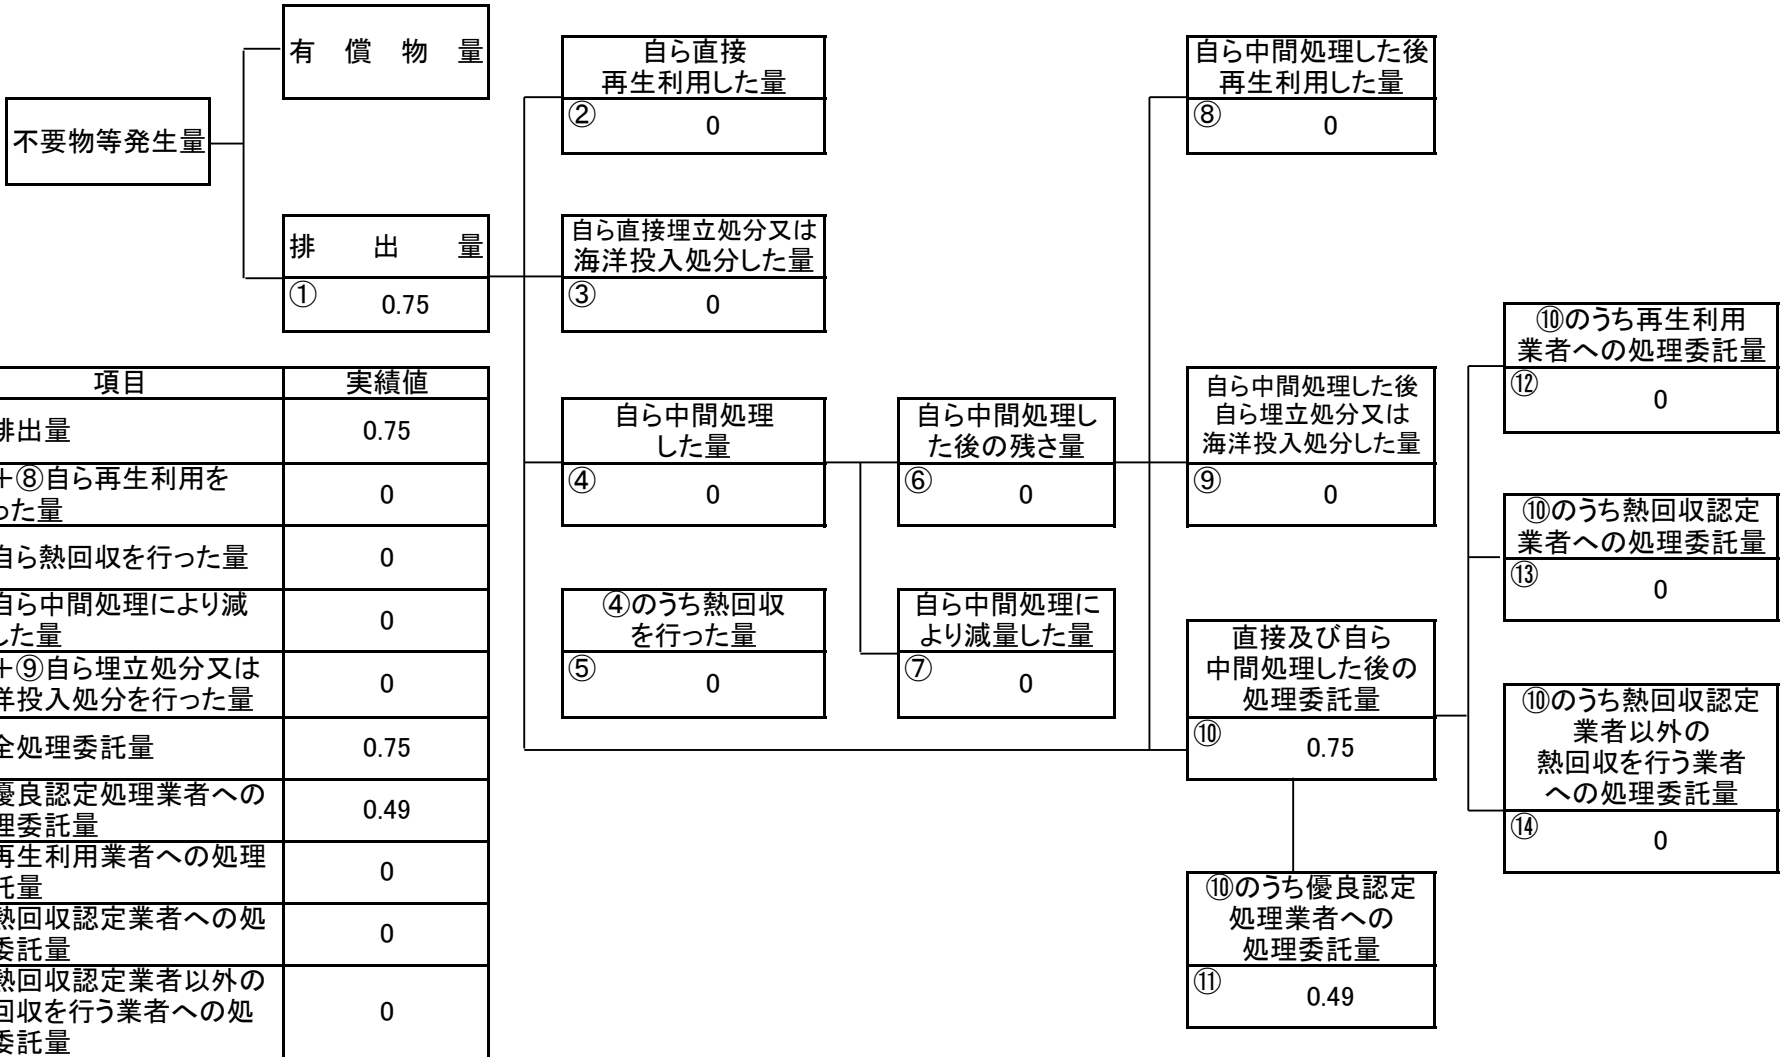 有償物量
不要物等発生量
排出量
① 0.75
自ら直接
再生利用した量
② 0
自ら直接埋立処分又は
海洋投入処分した量
③ 0
自ら中間処理
した量
④ 0
④のうち熱回収
を行った量
⑤ 0
自ら中間処理し
た後の残さ量
⑥ 0
自ら中間処理に
より減量した量
⑦ 0
自ら中間処理した後
再生利用した量
⑧ 0
自ら中間処理した後
自ら埋立処分又は
海洋投入処分した量
⑨ 0
直接及び自ら
中間処理した後の
処理委託量
⑩ 0.75
⑩のうち優良認定
処理業者への
処理委託量
⑪ 0.49
⑩のうち再生利用
業者への処理委託量
⑫ 0
⑩のうち熱回収認定
業者への処理委託量
⑬ 0
⑩のうち熱回収認定
業者以外の
熱回収を行う業者
への処理委託量
⑭ 0
項目 実績値
排出量 0.75
+⑧自ら再生利用を
った量 0
自ら熱回収を行った量 0
自ら中間処理により減
した量 0
+⑨自ら埋立処分又は
洋投入処分を行った量 0
全処理委託量 0.75
優良認定処理業者への
理委託量 0.49
再生利用業者への処理
託量 0
熱回収認定業者への処
委託量 0
熱回収認定業者以外の
回収を行う業者への処
委託量 0